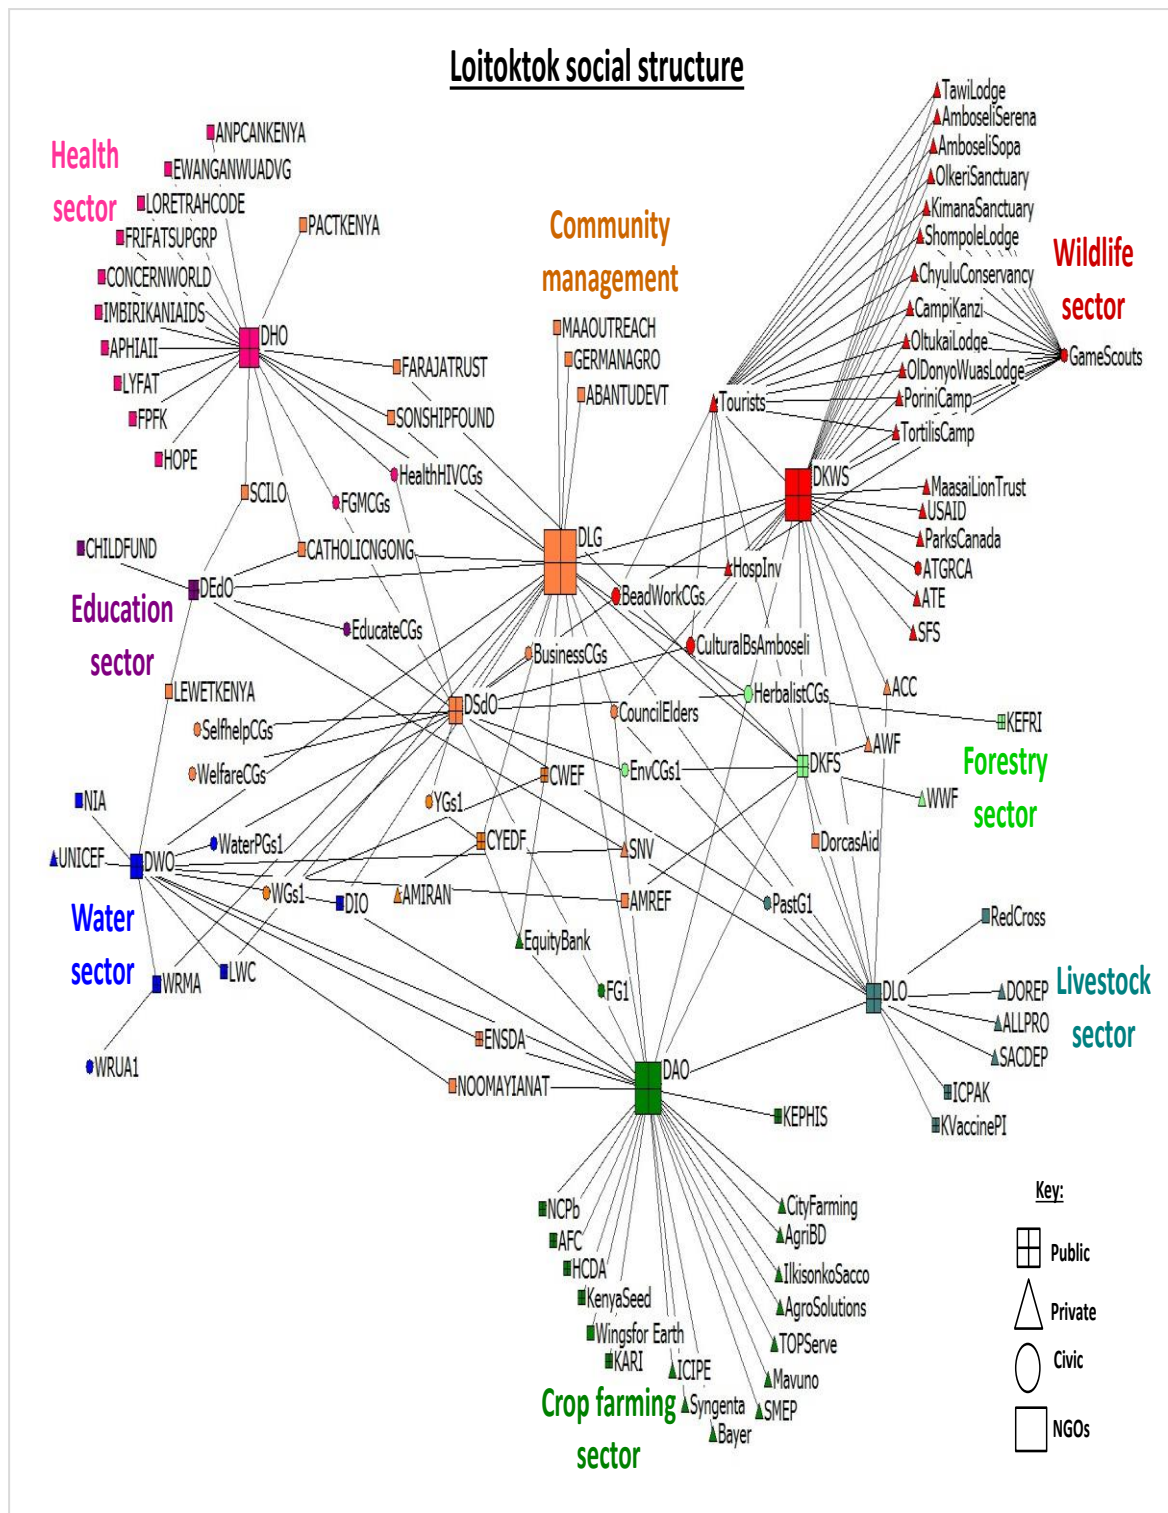 Loitoktok social structure
TawiLodge
AmboseliSerena
ANPCANKENYA
Health
sector
AmboseliSopa
EWANGANWUADVG
OlkeriSanctuary
LORETRAHCODE
KimanaSanctuary
PACTKENYA
Community
management
FRIFATSUPGRP
ShompoleLodge
Wildlife
sector
CONCERNWORLD
ChyuluConservancy
IMBIRIKANIAIDS
CampiKanzi
MAAOUTREACH
DHO
OltukaiLodge
APHIAII
GERMANAGRO
GameScouts
FARAJATRUST
OlDonyoWuasLodge
LYFAT
ABANTUDEVT
PoriniCamp
Tourists
FPFK
SONSHIPFOUND
TortilisCamp
HOPE
HealthHIVCGs
DKWS
MaasaiLionTrust
SCILO
FGMCGs
USAID
DLG
ParksCanada
CHILDFUND
CATHOLICNGONG
HospInv
ATGRCA
DEdO
BeadWorkCGs
ATE
Education
sector
EducateCGs
SFS
CulturalBsAmboseli
BusinessCGs
LEWETKENYA
HerbalistCGs
ACC
DSdO
CouncilElders
KEFRI
SelfhelpCGs
AWF
Forestry
sector
WelfareCGs
CWEF
EnvCGs1
DKFS
NIA
YGs1
WWF
WaterPGs1
CYEDF
SNV
DorcasAid
UNICEF
DWO
WGs1
DIO
AMIRAN
AMREF
PastG1
RedCross
Water
sector
EquityBank
LWC
WRMA
FG1
DLO
DOREP
Livestock
sector
ALLPRO
ENSDA
SACDEP
WRUA1
DAO
NOOMAYIANAT
ICPAK
KEPHIS
KVaccinePI
Key:
NCPb
CityFarming
AgriBD
AFC
Public
HCDA
IlkisonkoSacco
KenyaSeed
AgroSolutions
Private
Wingsfor Earth
TOPServe
KARI
ICIPE
Civic
Mavuno
Crop farming
sector
Syngenta
SMEP
Bayer
NGOs